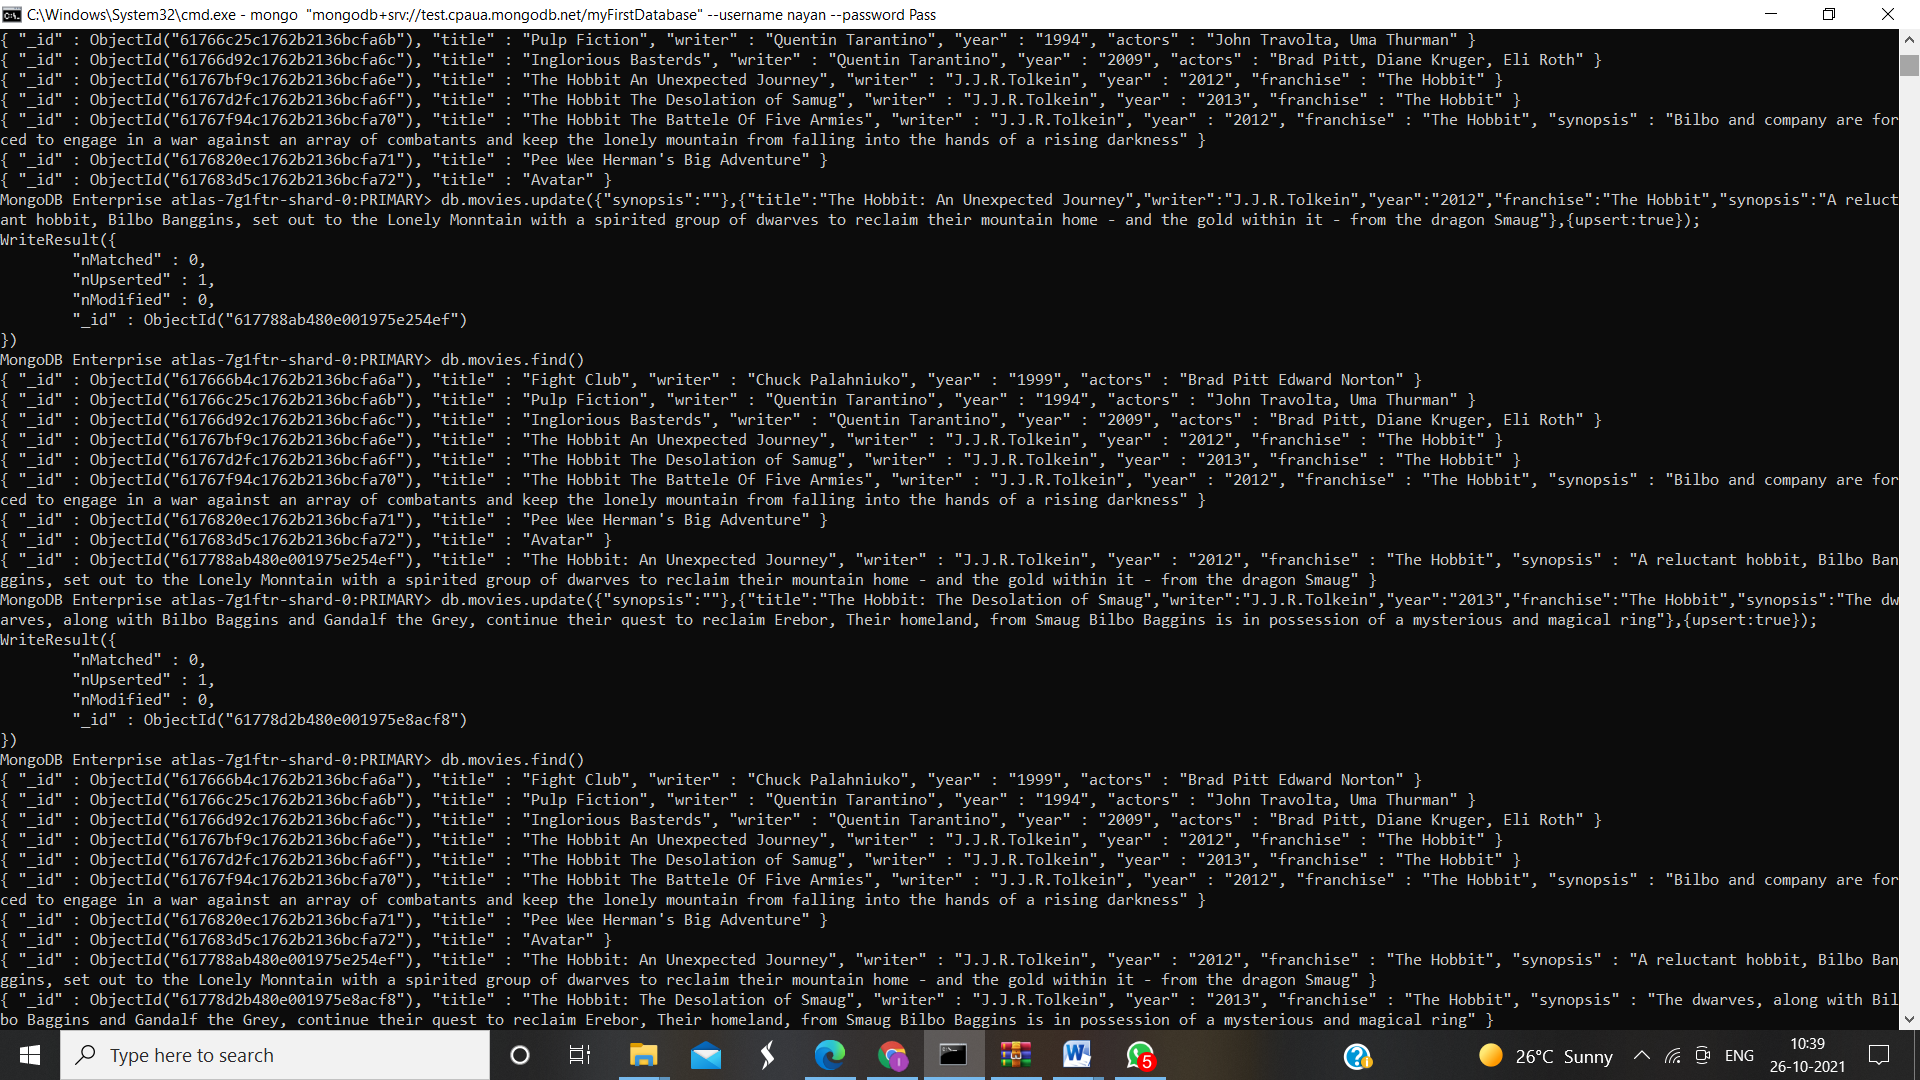 C:\Windows\System32\cmd.exe - mongo  "mongodb+srv://test.cpaua.mongodb.net/myFirstDatabase" --username nayan --password Pass
{ "_id" : ObjectId("61766c25c1762b2136bcfa6b"), "title" : "Pulp Fiction", "writer" : "Quentin Tarantino", "year" : "1994", "actors" : "John Travolta, Uma Thurman" }
{ "_id" : ObjectId("61766d92c1762b2136bcfa6c"), "title" : "Inglorious Basterds", "writer" : "Quentin Tarantino", "year" : "2009", "actors" : "Brad Pitt, Diane Kruger, Eli Roth" }
{ "_id" : ObjectId("61767bf9c1762b2136bcfa6e"), "title" : "The Hobbit An Unexpected Journey", "writer" : "J.J.R.Tolkein", "year" : "2012", "franchise" : "The Hobbit" }
{ "_id" : ObjectId("61767d2fc1762b2136bcfa6f"), "title" : "The Hobbit The Desolation of Samug", "writer" : "J.J.R.Tolkein", "year" : "2013", "franchise" : "The Hobbit" }
{ "_id" : ObjectId("61767f94c1762b2136bcfa70"), "title" : "The Hobbit The Battele Of Five Armies", "writer" : "J.J.R.Tolkein", "year" : "2012", "franchise" : "The Hobbit", "synopsis" : "Bilbo and company are for
ced to engage in a war against an array of combatants and keep the lonely mountain from falling into the hands of a rising darkness" }
{ "_id" : ObjectId("6176820ec1762b2136bcfa71"), "title" : "Pee Wee Herman's Big Adventure" }
{ "_id" : ObjectId("617683d5c1762b2136bcfa72"), "title" : "Avatar" }
MongoDB Enterprise atlas-7g1ftr-shard-0:PRIMARY> db.movies.update({"synopsis":""},{"title":"The Hobbit: An Unexpected Journey","writer":"J.J.R.Tolkein","year":"2012","franchise":"The Hobbit","synopsis":"A reluct
ant hobbit, Bilbo Banggins, set out to the Lonely Monntain with a spirited group of dwarves to reclaim their mountain home - and the gold within it - from the dragon Smaug"},{upsert:true});
WriteResult({
"nMatched" : 0,
"nUpserted" : 1,
"nModified" : 0,
"_id" : ObjectId("617788ab480e001975e254ef")
})
MongoDB Enterprise atlas-7g1ftr-shard-0:PRIMARY> db.movies.find()
{ "_id" : ObjectId("617666b4c1762b2136bcfa6a"), "title" : "Fight Club", "writer" : "Chuck Palahniuko", "year" : "1999", "actors" : "Brad Pitt Edward Norton" }
{ "_id" : ObjectId("61766c25c1762b2136bcfa6b"), "title" : "Pulp Fiction", "writer" : "Quentin Tarantino", "year" : "1994", "actors" : "John Travolta, Uma Thurman" }
{ "_id" : ObjectId("61766d92c1762b2136bcfa6c"), "title" : "Inglorious Basterds", "writer" : "Quentin Tarantino", "year" : "2009", "actors" : "Brad Pitt, Diane Kruger, Eli Roth" }
{ "_id" : ObjectId("61767bf9c1762b2136bcfa6e"), "title" : "The Hobbit An Unexpected Journey", "writer" : "J.J.R.Tolkein", "year" : "2012", "franchise" : "The Hobbit" }
{ "_id" : ObjectId("61767d2fc1762b2136bcfa6f"), "title" : "The Hobbit The Desolation of Samug", "writer" : "J.J.R.Tolkein", "year" : "2013", "franchise" : "The Hobbit" }
{ "_id" : ObjectId("61767f94c1762b2136bcfa70"), "title" : "The Hobbit The Battele Of Five Armies", "writer" : "J.J.R.Tolkein", "year" : "2012", "franchise" : "The Hobbit", "synopsis" : "Bilbo and company are for
ced to engage in a war against an array of combatants and keep the lonely mountain from falling into the hands of a rising darkness" }
{ "_id" : ObjectId("6176820ec1762b2136bcfa71"), "title" : "Pee Wee Herman's Big Adventure" }
{ "_id" : ObjectId("617683d5c1762b2136bcfa72"), "title" : "Avatar" }
{ "_id" : ObjectId("617788ab480e001975e254ef"), "title" : "The Hobbit: An Unexpected Journey", "writer" : "J.J.R.Tolkein", "year" : "2012", "franchise" : "The Hobbit", "synopsis" : "A reluctant hobbit, Bilbo Ban
ggins, set out to the Lonely Monntain with a spirited group of dwarves to reclaim their mountain home - and the gold within it - from the dragon Smaug" }
MongoDB Enterprise atlas-7g1ftr-shard-0:PRIMARY> db.movies.update({"synopsis":""},{"title":"The Hobbit: The Desolation of Smaug","writer":"J.J.R.Tolkein","year":"2013","franchise":"The Hobbit","synopsis":"The dw
arves, along with Bilbo Baggins and Gandalf the Grey, continue their quest to reclaim Erebor, Their homeland, from Smaug Bilbo Baggins is in possession of a mysterious and magical ring"},{upsert:true});
WriteResult({
"nMatched" : 0,
"nUpserted" : 1,
"nModified" : 0,
"_id" : ObjectId("61778d2b480e001975e8acf8")
})
MongoDB Enterprise atlas-7g1ftr-shard-0:PRIMARY> db.movies.find()
{ "_id" : ObjectId("617666b4c1762b2136bcfa6a"), "title" : "Fight Club", "writer" : "Chuck Palahniuko", "year" : "1999", "actors" : "Brad Pitt Edward Norton" }
{ "_id" : ObjectId("61766c25c1762b2136bcfa6b"), "title" : "Pulp Fiction", "writer" : "Quentin Tarantino", "year" : "1994", "actors" : "John Travolta, Uma Thurman" }
{ "_id" : ObjectId("61766d92c1762b2136bcfa6c"), "title" : "Inglorious Basterds", "writer" : "Quentin Tarantino", "year" : "2009", "actors" : "Brad Pitt, Diane Kruger, Eli Roth" }
{ "_id" : ObjectId("61767bf9c1762b2136bcfa6e"), "title" : "The Hobbit An Unexpected Journey", "writer" : "J.J.R.Tolkein", "year" : "2012", "franchise" : "The Hobbit" }
{ "_id" : ObjectId("61767d2fc1762b2136bcfa6f"), "title" : "The Hobbit The Desolation of Samug", "writer" : "J.J.R.Tolkein", "year" : "2013", "franchise" : "The Hobbit" }
{ "_id" : ObjectId("61767f94c1762b2136bcfa70"), "title" : "The Hobbit The Battele Of Five Armies", "writer" : "J.J.R.Tolkein", "year" : "2012", "franchise" : "The Hobbit", "synopsis" : "Bilbo and company are for
ced to engage in a war against an array of combatants and keep the lonely mountain from falling into the hands of a rising darkness" }
{ "_id" : ObjectId("6176820ec1762b2136bcfa71"), "title" : "Pee Wee Herman's Big Adventure" }
{ "_id" : ObjectId("617683d5c1762b2136bcfa72"), "title" : "Avatar" }
{ "_id" : ObjectId("617788ab480e001975e254ef"), "title" : "The Hobbit: An Unexpected Journey", "writer" : "J.J.R.Tolkein", "year" : "2012", "franchise" : "The Hobbit", "synopsis" : "A reluctant hobbit, Bilbo Ban
ggins, set out to the Lonely Monntain with a spirited group of dwarves to reclaim their mountain home - and the gold within it - from the dragon Smaug" }
{ "_id" : ObjectId("61778d2b480e001975e8acf8"), "title" : "The Hobbit: The Desolation of Smaug", "writer" : "J.J.R.Tolkein", "year" : "2013", "franchise" : "The Hobbit", "synopsis" : "The dwarves, along with Bil
bo Baggins and Gandalf the Grey, continue their quest to reclaim Erebor, Their homeland, from Smaug Bilbo Baggins is in possession of a mysterious and magical ring" }
Type here to search
5
26°C Sunny
ENG
10:39
26-10-2021